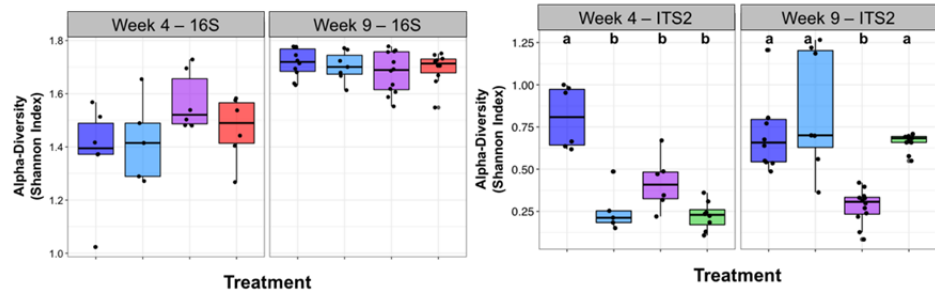 Week 4 – 16S
Week 9 – 16S
Alpha-Diversity
(Shannon Index)
1.8
1.6
1.4
1.2
1.0
Treatment
Week 4 – ITS2
Week 9 – ITS2
Alpha-Diversity
(Shannon Index)
1.25
1.00
0.75
0.50
0.25
a b b b
a a b a
Treatment